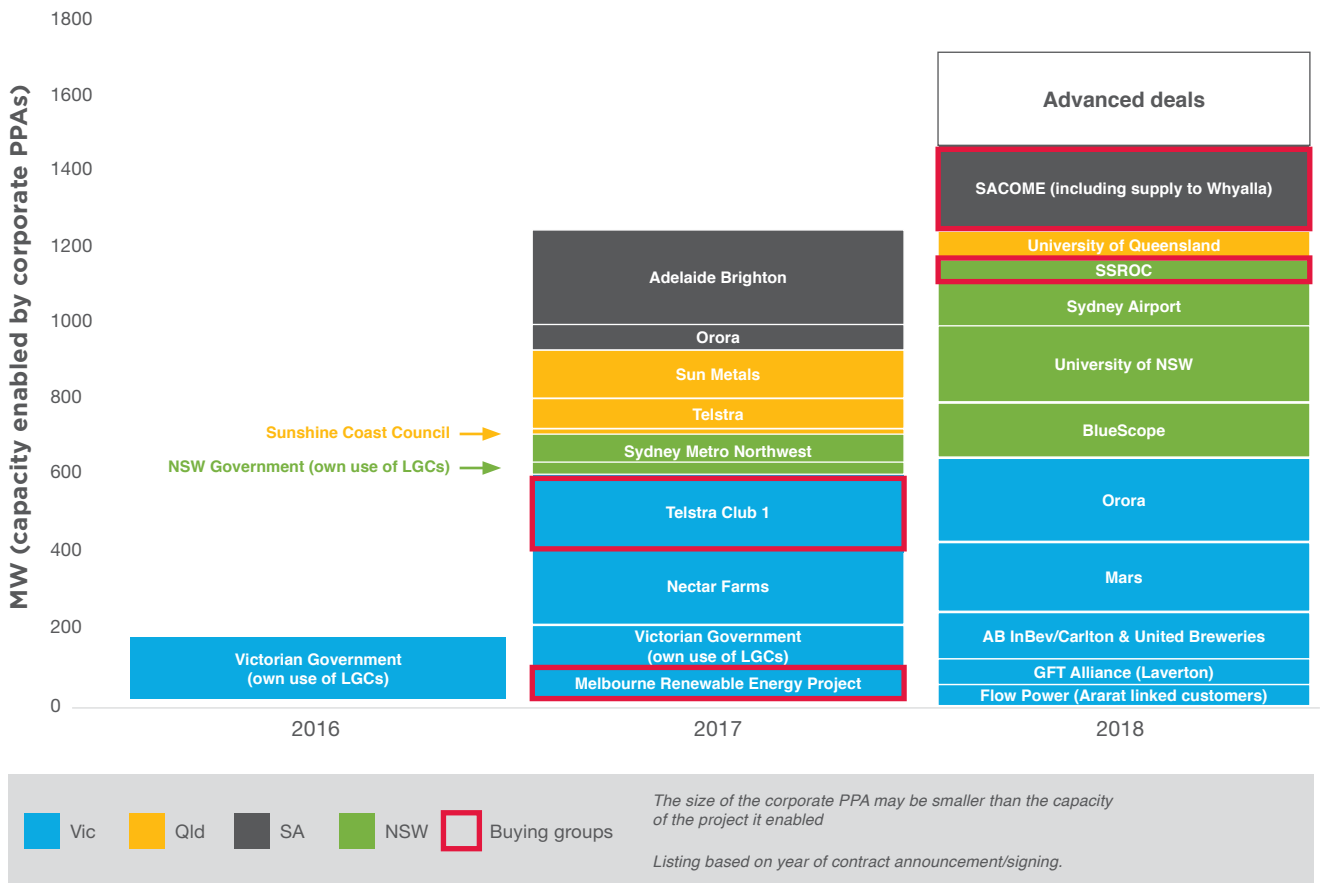 MW (capacity enabled by corporate PPAs)
1800
1600
1400
1200
1000
800
600
400
200
0
Victorian Government
(own use of LGCs)
Sunshine Coast Council
NSW Government (own use of LGCs)
Adelaide Brighton
Orora
Sun Metals
Telstra
Sydney Metro Northwest
Telstra Club 1
Nectar Farms
Victorian Government
(own use of LGCs)
Melbourne Renewable Energy Project
Advanced deals
SACOME (including supply to Whyalla)
University of Queensland
SSROC
Sydney Airport
University of NSW
BlueScope
Orora
Mars
AB InBev/Carlton & United Breweries
GFT Alliance (Laverton)
Flow Power (Ararat linked customers)
2016
2017
2018
Vic
Qld
SA
NSW
Buying groups
The size of the corporate PPA may be smaller than the capacity
of the project it enabled
Listing based on year of contract announcement/signing.